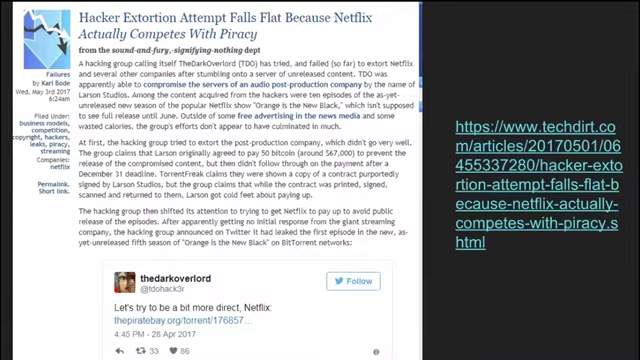 Hacker Extortion Attempt Falls Flat Because Netflix
Actually Competes With Piracy
from the sound-and-fury,-signifying-nothing dept
Failures
by Karl Bode
Wed, May 3rd 2017
6:24am
Filed Under:
business models,
competition,
copyright, hackers,
leaks, piracy,
streaming
Companies:
netflix
Permalink.
Short link.
A hacking group calling itself TheDarkOverlord (TDO) has tried, and failed (so far) to extort Netflix
and several other companies after stumbling onto a server of unreleased content. TDO was
apparently able to compromise the servers of an audio post-production company by the name of
Larson Studios. Among the content acquired from the hackers were ten episodes of the as-yet-
unreleased new season of the popular Netflix show "Orange is the New Black," which isn't supposed
to see full release until June. Outside of some free advertising in the news media and some
wasted calories, the group's efforts don't appear to have culminated in much.
At first, the hacking group tried to extort the post-production company, which didn't go very well.
The group claims that Larson originally agreed to pay 50 bitcoin (around $67,000) to prevent the
release of the compromised content, but then didn't follow through on the payment after a
December 31 deadline. TorrentFreak claims they were shown a copy of a contract purportedly
signed by Larson Studios, but the group claims that while the contract was printed, signed,
scanned and returned to them, Larson got cold feet about paying up.
The hacking group then shifted its attention to trying to get Netflix to pay up to avoid public
release of the episodes. After apparently getting no initial response from the giant streaming
company, the hacking group announced on Twitter it had leaked the first episode in the new, as-
yet-unreleased fifth season of "Orange is the New Black" on BitTorrent networks:
thedarkoverlord
@tdohack3r
Follow
Let's try to be a bit more direct, Netflix:
thepiratebay.org/torrent/176857...
4:45 PM - 28 Apr 2017
33 86
https://www.techdirt.co
m/articles/20170501/06
455337280/hacker-exto
rtion-attempt-falls-flat-b
ecause-netflix-actually-
competes-with-piracy.s
html